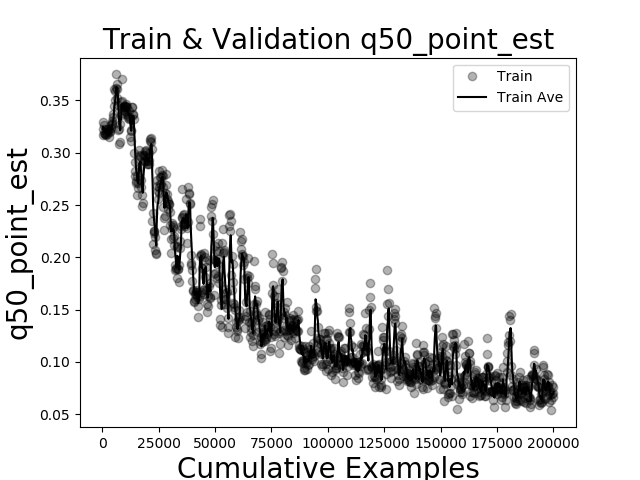 Train & Validation q50_point_est
Train
Train Ave
q50_point_est
0.35
0.30
0.25
0.20
0.15
0.10
0.05
0 25000 50000 75000 100000 125000 150000 175000 200000
Cumulative Examples